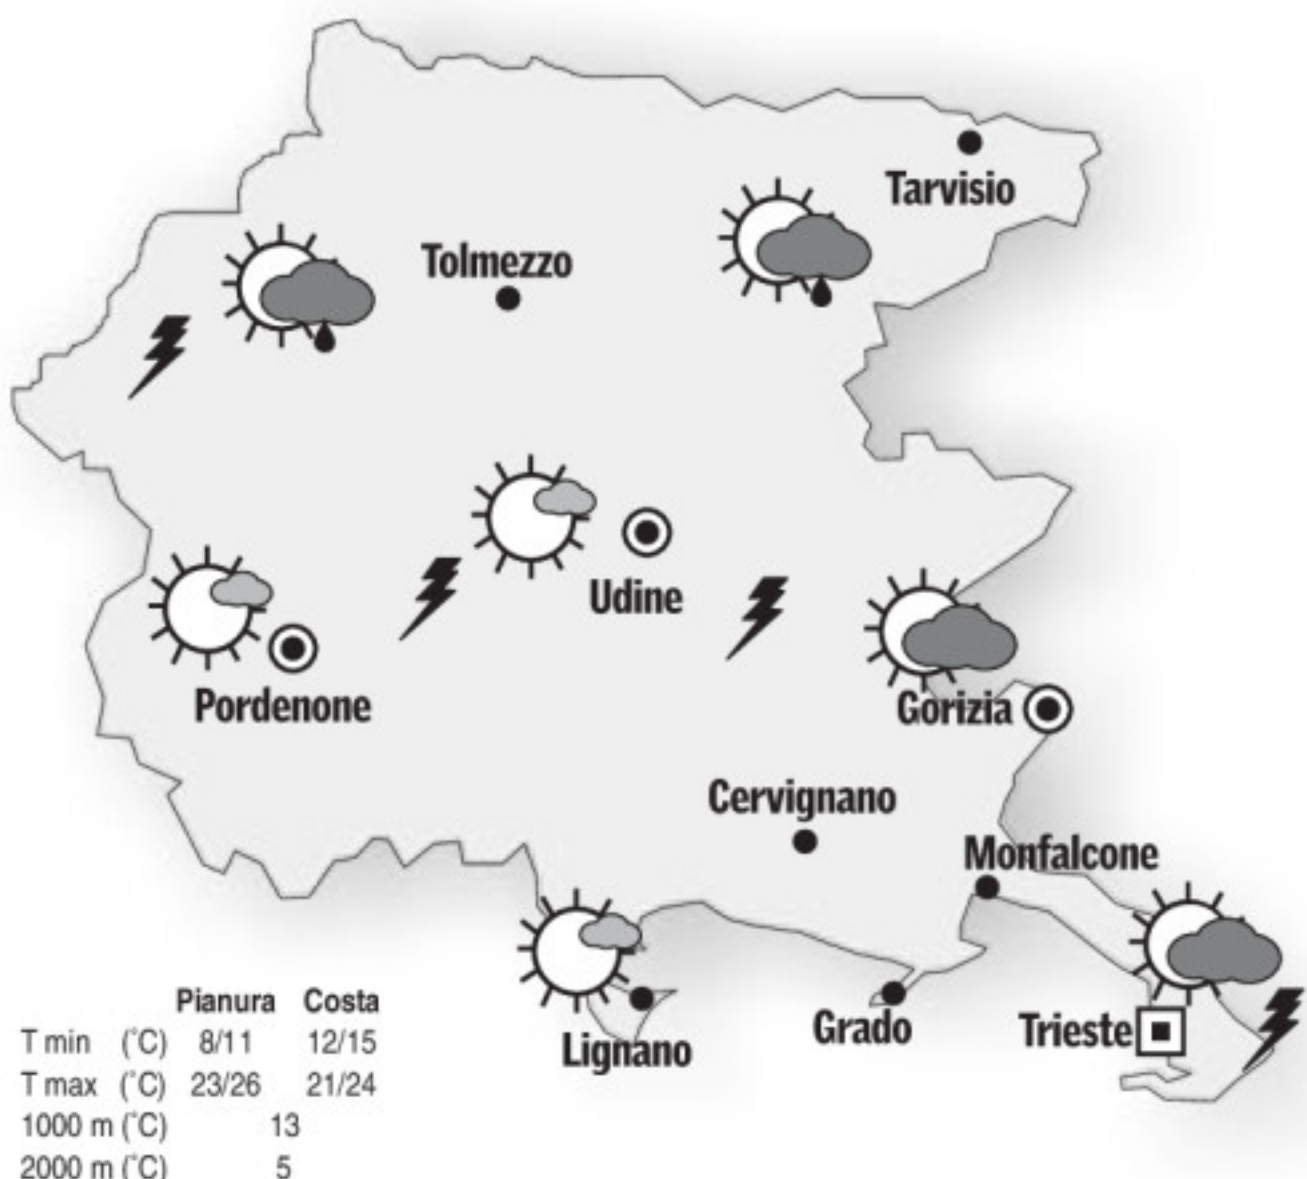 Tarvisio
Tolmezzo
Udine
Pordenone
Gorizia
Cervignano
Monfalcone
Grado
Trieste
Lignano
Pianura Costa
T min (°C) 8/11 12/15
T max (°C) 23/26 21/24
1000 m (°C) 13
2000 m (°C) 5